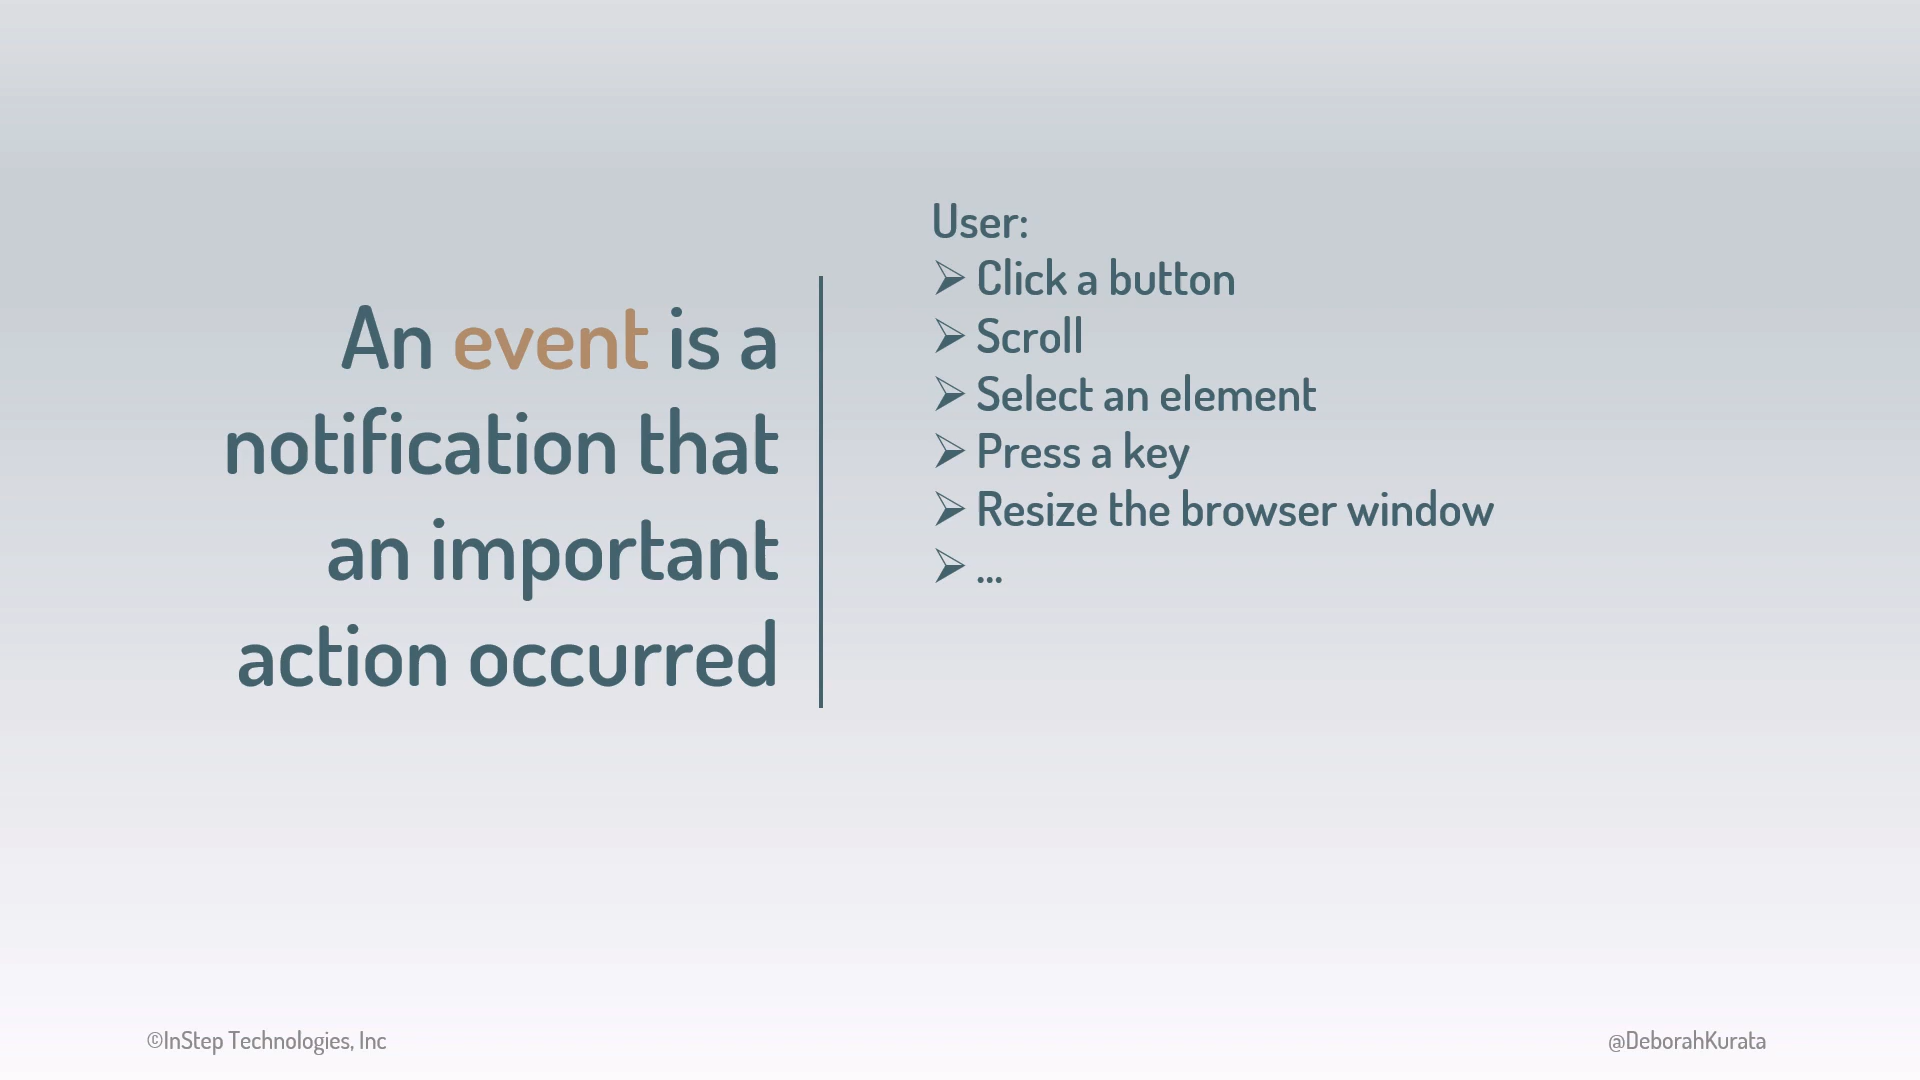 An event is a
notification that
an important
action occurred
User:
➢ Click a button
➢ Scroll
➢ Select an element
➢ Press a key
➢ Resize the browser window
➢ ...
©InStep Technologies, Inc
@DeborahKurata